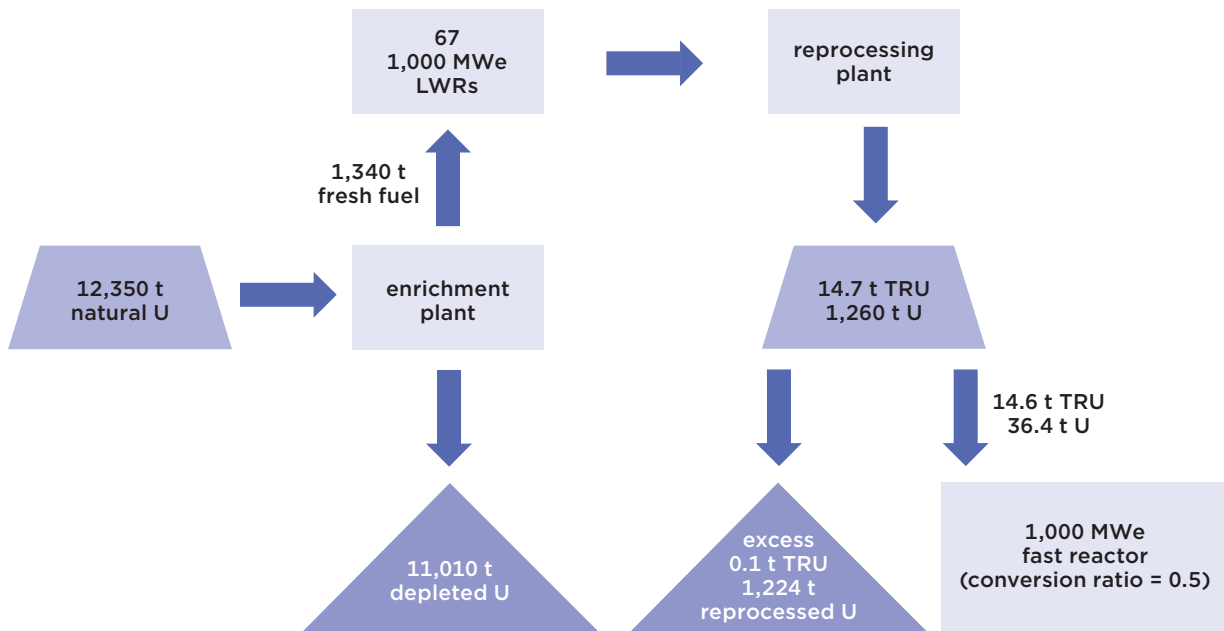 67
1,000 MWe
LWRs
reprocessing
plant
1,340 t
fresh fuel
12,350 t
natural U
enrichment
plant
14.7 t TRU
1,260 t U
14.6 t TRU
36.4 t U
11,010 t
depleted U
excess
0.1 t TRU
1,224 t
reprocessed U
1,000 MWe
fast reactor
(conversion ratio = 0.5)